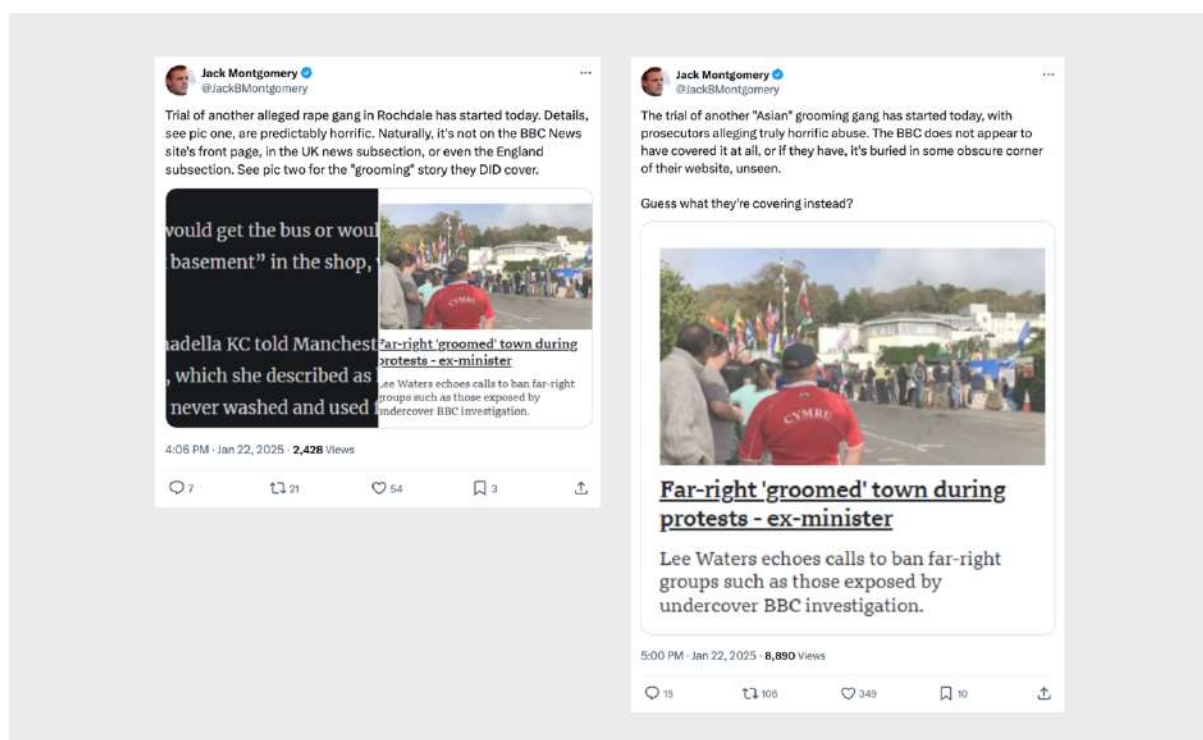 Jack Montgomery
@JackBMontgomery
Trial of another alleged rape gang in Rochdale has started today. Details,
see pic one, are predictably horrific. Naturally, it's not on the BBC News
site's front page, in the UK news subsection, or even the England
subsection. See pic two for the "grooming" story they DID cover.
would get the bus or woul
basement” in the shop,
adella KC told Manchest
, which she described as
never washed and used
CYMRU
Far-right 'groomed' town during
protests - ex-minister
Lee Waters echoes calls to ban far-right
groups such as those exposed by
undercover BBC investigation.
4:06 PM · Jan 22, 2025 · 2,428 Views
7 21 54 3
Jack Montgomery
@JackBMontgomery
The trial of another "Asian" grooming gang has started today, with
prosecutors alleging truly horrific abuse. The BBC does not appear to
have covered it at all, or if they have, it's buried in some obscure corner
of their website, unseen.
Guess what they're covering instead?
CYMRU
Far-right 'groomed' town during
protests - ex-minister
Lee Waters echoes calls to ban far-right
groups such as those exposed by
undercover BBC investigation.
5:00 PM · Jan 22, 2025 · 8,890 Views
15 106 349 10